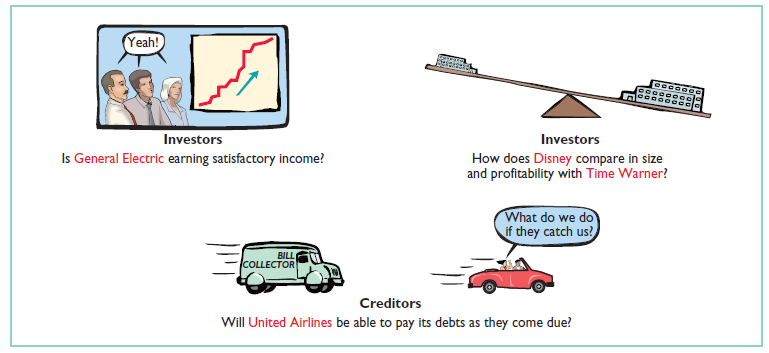 Yeah!
Investors
Is General Electric earning satisfactory income?
Investors
How does Disney compare in size
and profitability with Time Warner?
What do we do
if they catch us?
BILL
COLLECTOR
Creditors
Will United Airlines be able to pay its debts as they come due?